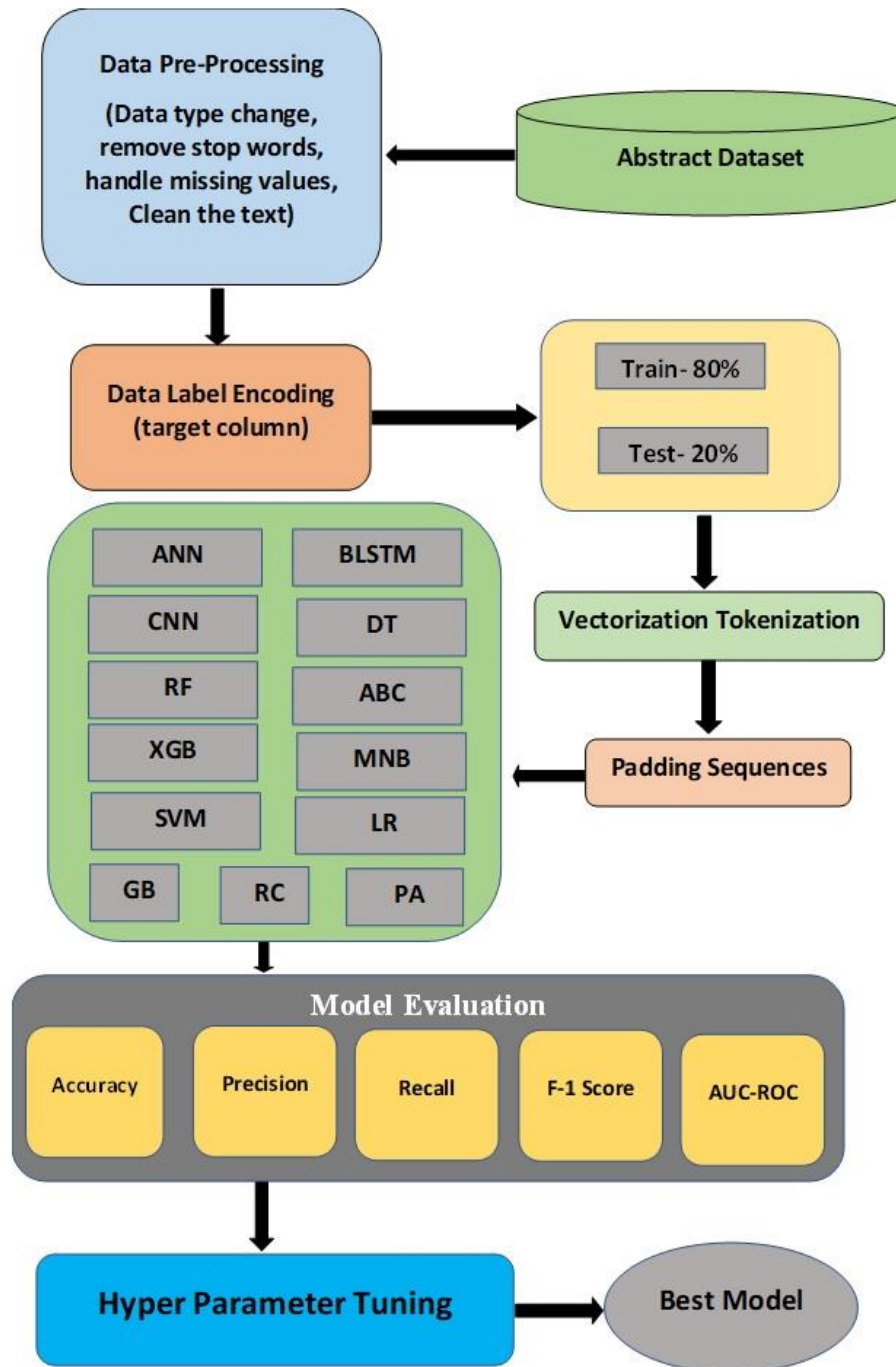 Data Pre-Processing
(Data type change,
remove stop words,
handle missing values,
Clean the text)
Abstract Dataset
Data Label Encoding
(target column)
Train- 80%
Test- 20%
Vectorization Tokenization
Padding Sequences
ANN
BLSTM
CNN
DT
RF
ABC
XGB
MNB
SVM
LR
GB
RC
PA
Model Evaluation
Accuracy
Precision
Recall
F-1 Score
AUC-ROC
Hyper Parameter Tuning
Best Model